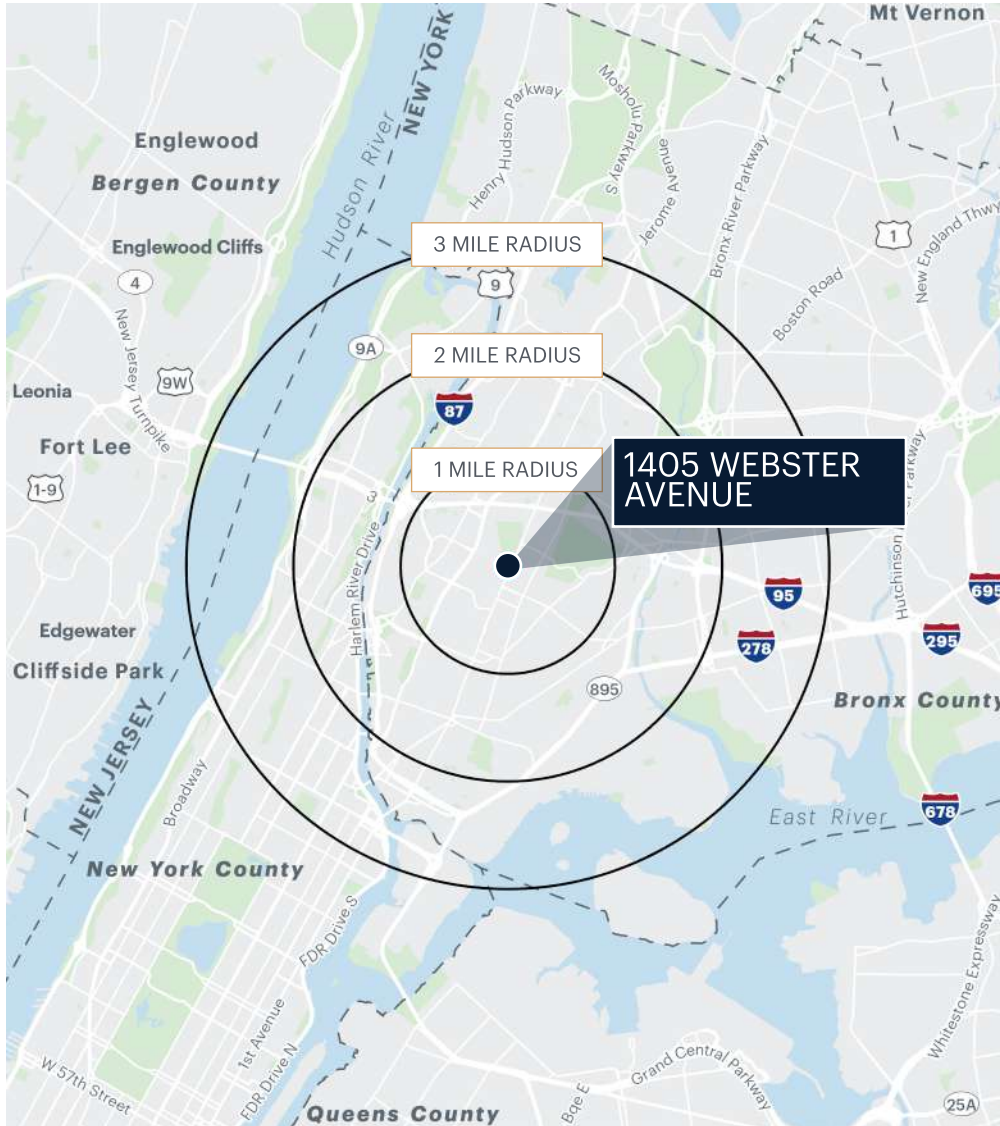 Mt Vernon
NEW YORK
Mosholu Parkway S
Henry Hudson Parkway
Englewood
Bergen County
Hudson River
Jerome Avenue
Bronx River Parkway
1
New England Thwy
3 MILE RADIUS
Englewood Cliffs
4
9
Boston Road
New Jersey Turnpike
9A
2 MILE RADIUS
9W
Leonia
87
Fort Lee
1 MILE RADIUS
1405 WEBSTER
AVENUE
Parkway
1-9
Harlem River Drive
Hutchinson
95
695
278
295
Edgewater
Cliffside Park
895
Bronx County
NEW JERSEY
Broadway
678
East River
New York County
FDR Drive S
Whitestone Expressway
1st Avenue
FDR Drive N
W 57th Street
Grand Central Parkway
Bqe E
25A
Queens County